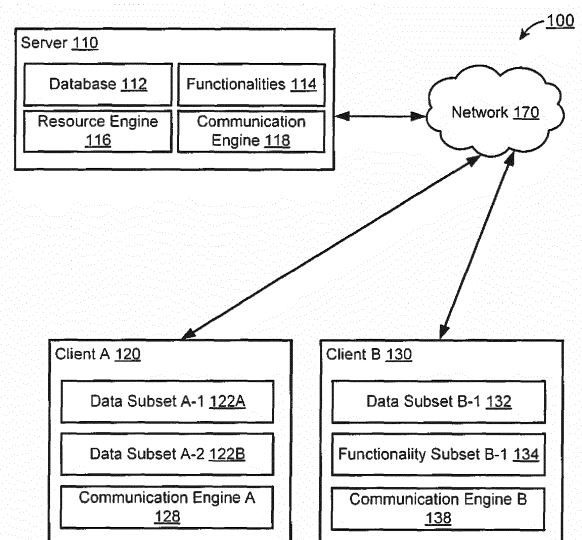 100
Server 110
Database 112
Functionalities 114
Resource Engine
116
Communication
Engine 118
Network 170
Client A 120
Data Subset A-1 122A
Data Subset A-2 122B
Communication Engine A
128
Client B 130
Data Subset B-1 132
Functionality Subset B-1 134
Communication Engine B
138